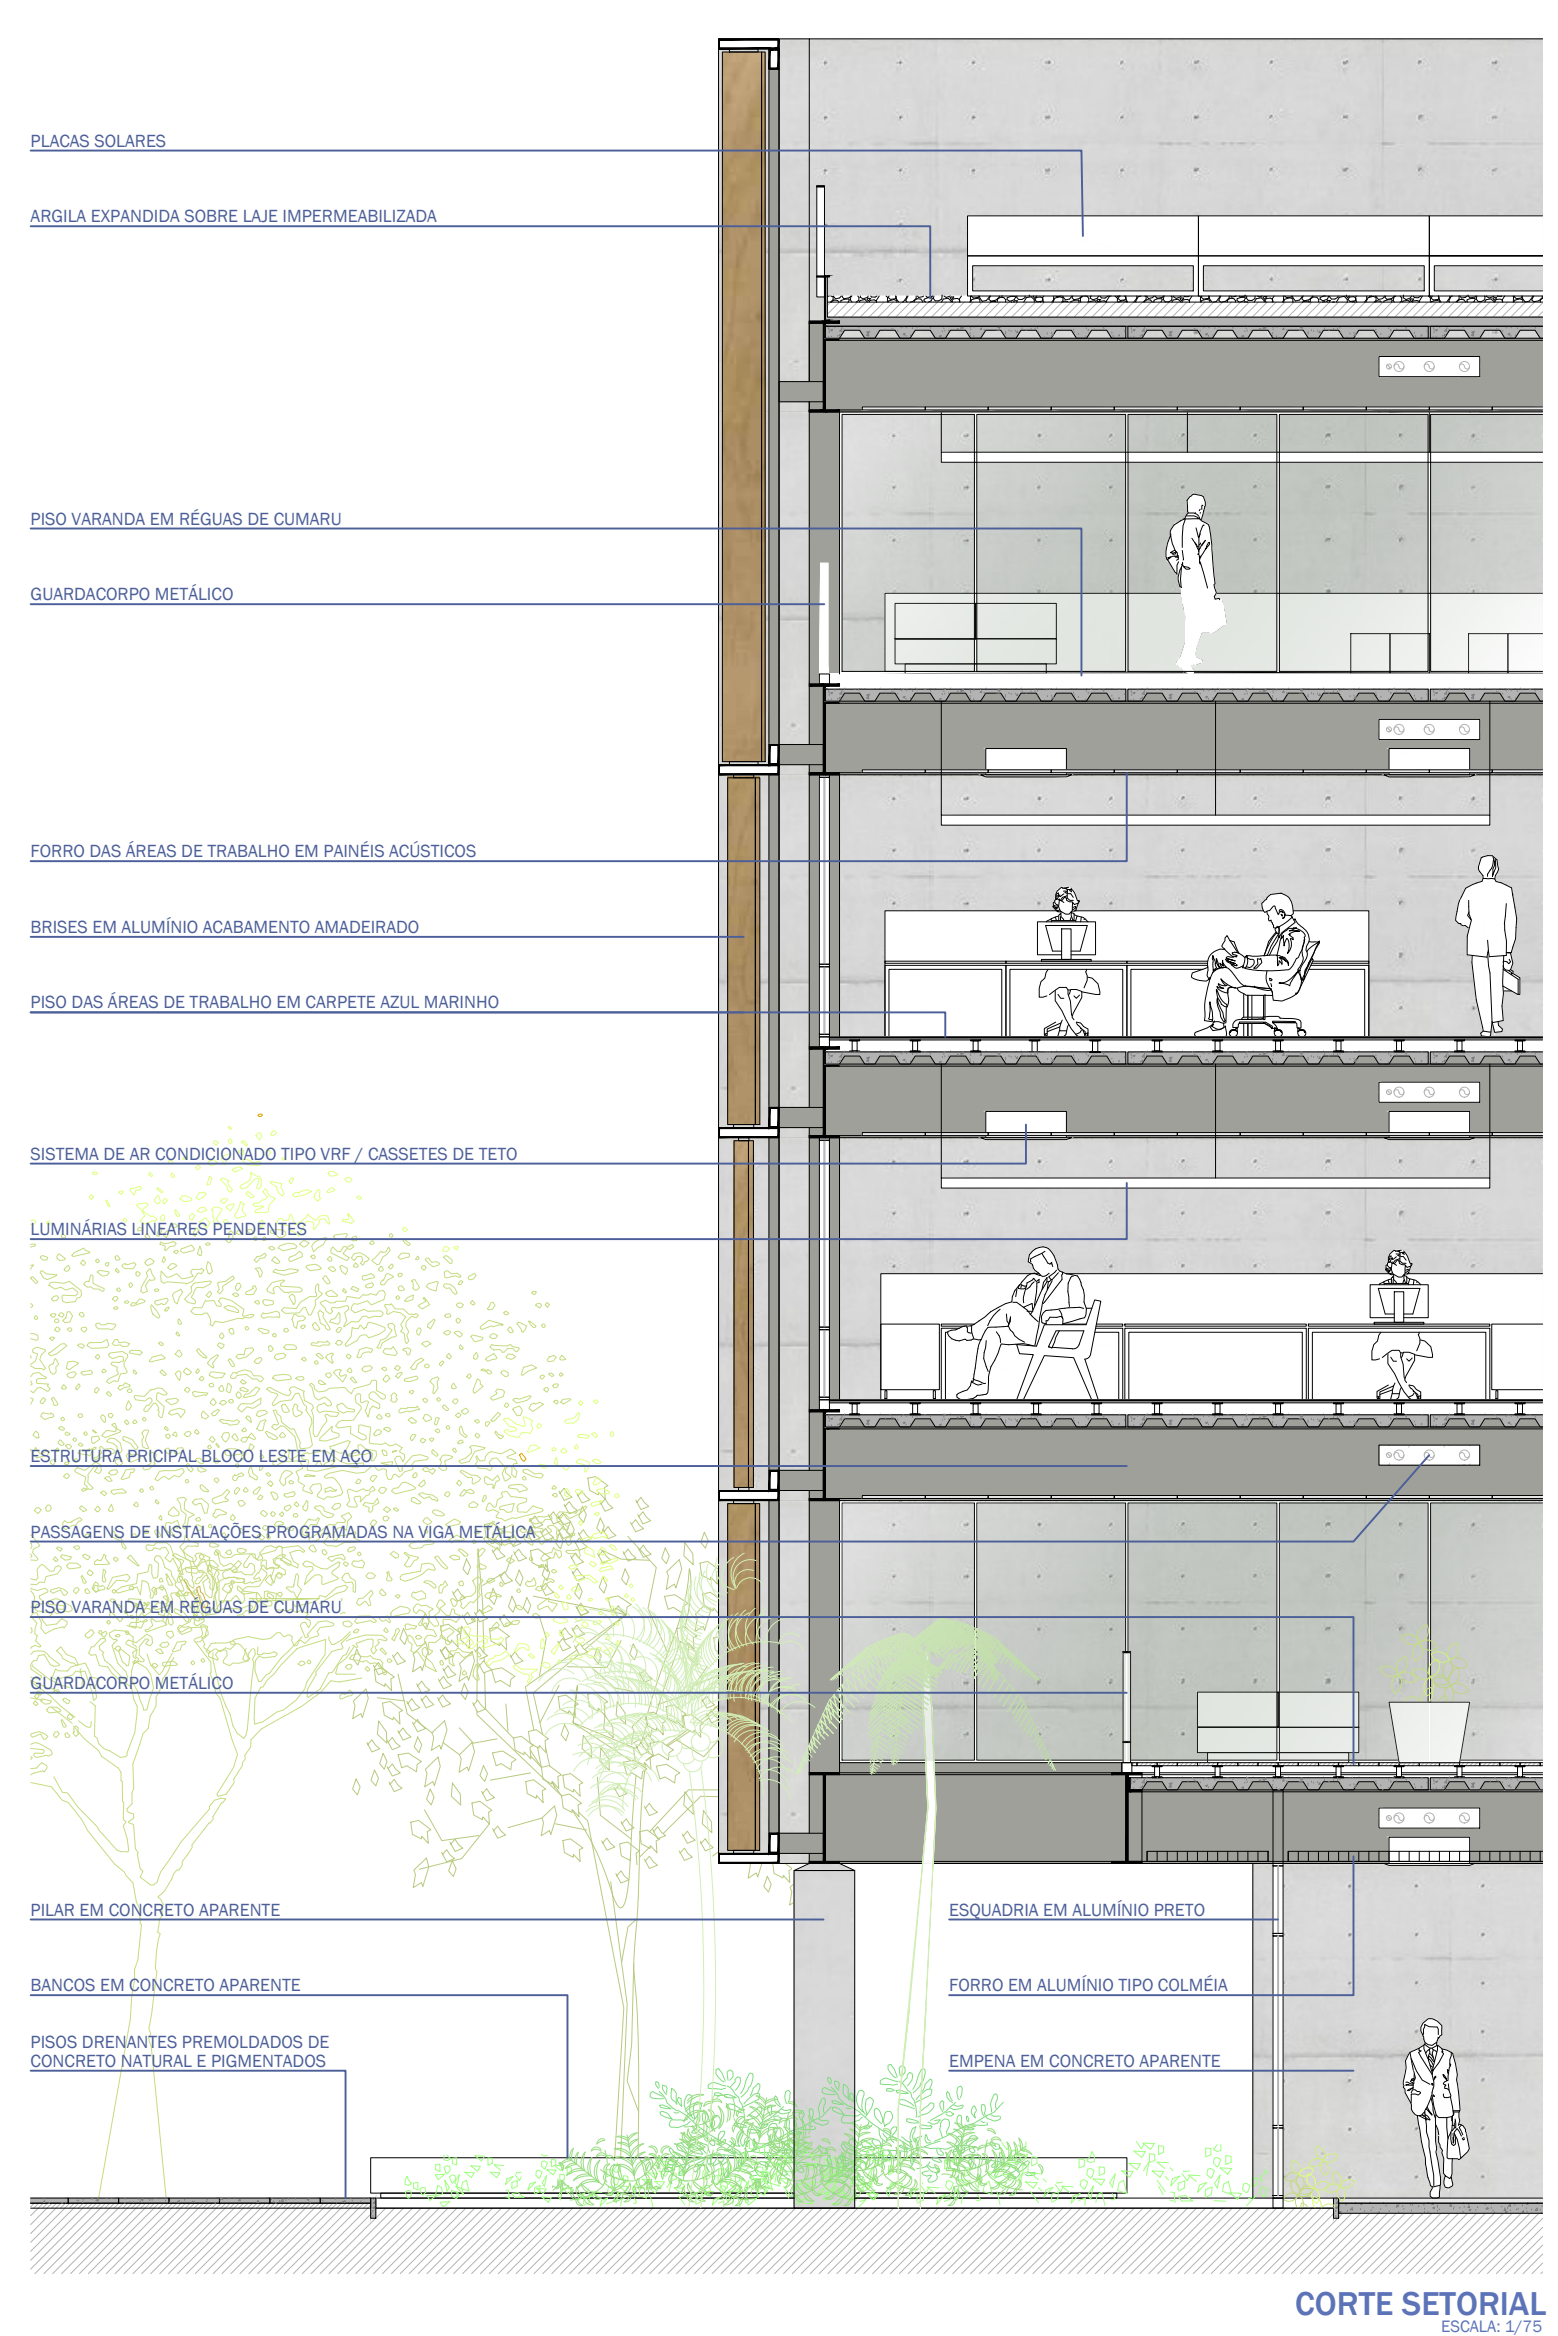 PLACAS SOLARES
ARGILA EXPANDIDA SOBRE LAJE IMPERMEABILIZADA
PISO VARANDA EM RÉGUAS DE CUMARU
GUARDACORPO METÁLICO
FORRO DAS ÁREAS DE TRABALHO EM PAINÉIS ACÚSTICOS
BRISES EM ALUMÍNIO ACABAMENTO AMADEIRADO
PISO DAS ÁREAS DE TRABALHO EM CARPETE AZUL MARINHO
SISTEMA DE AR CONDICIONADO TIPO VRF / CASSETES DE TETO
LUMINÁRIAS LINEARES PENDENTES
ESTRUTURA PRICIPAL BLOCO LESTE EM AÇO
PASSAGENS DE INSTALAÇÕES PROGRAMADAS NA VIGA METÁLICA
PISO VARANDA EM RÉGUAS DE CUMARU
GUARDACORPO METÁLICO
PILAR EM CONCRETO APARENTE
BANCOS EM CONCRETO APARENTE
PISOS DRENANTES PREMOLDADOS DE
CONCRETO NATURAL E PIGMENTADOS
ESQUADRIA EM ALUMÍNIO PRETO
FORRO EM ALUMÍNIO TIPO COLMÉIA
EMPENA EM CONCRETO APARENTE
CORTE SETORIAL
ESCALA: 1/75